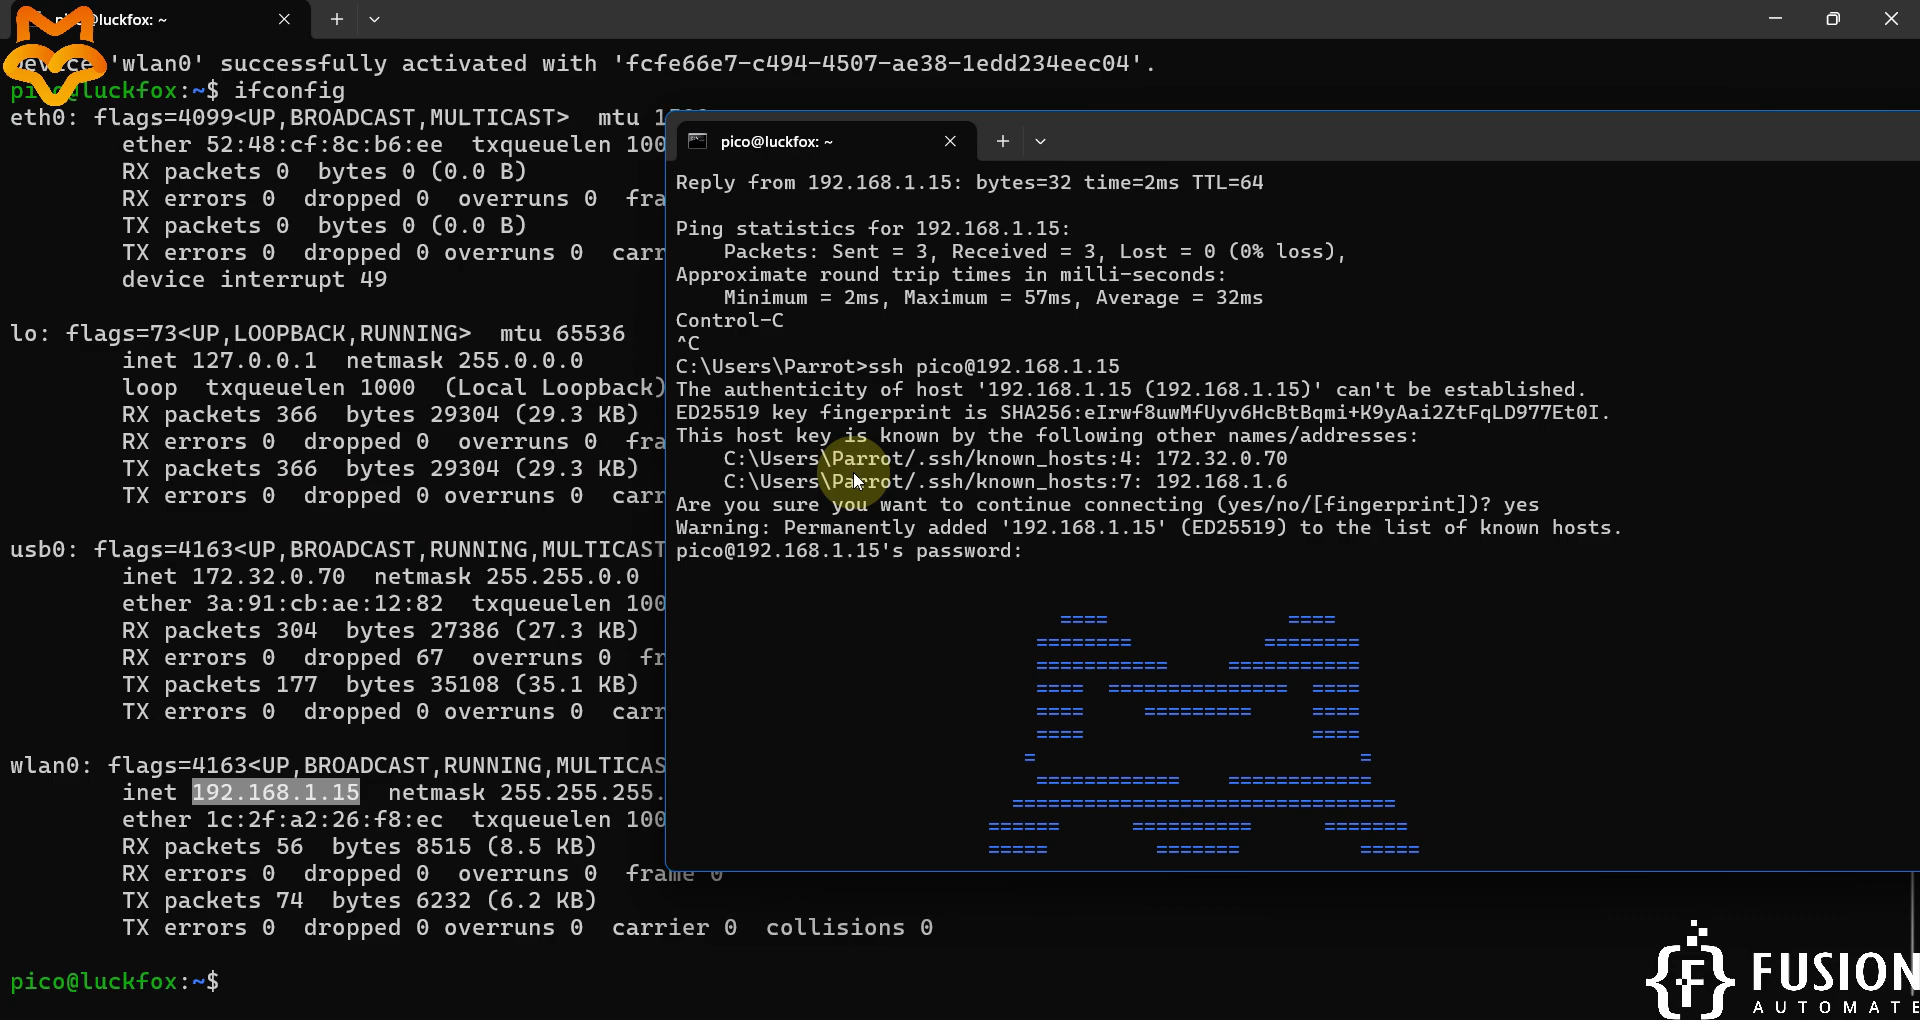 luckfox: ~
'wlan0' successfully activated with 'fcfe66e7-c494-4507-ae38-1edd234eec04'.
luckfox:~$ ifconfig
eth0: flags=4099<UP,BROADCAST,MULTICAST>  mtu
ether 52:48:cf:8c:b6:ee  txqueuelen 100
RX packets 0  bytes 0 (0.0 B)
RX errors 0  dropped 0  overruns 0  fra
TX packets 0  bytes 0 (0.0 B)
TX errors 0  dropped 0 overruns 0  carr
device interrupt 49
lo: flags=73<UP,LOOPBACK,RUNNING>  mtu 65536
inet 127.0.0.1  netmask 255.0.0.0
loop  txqueuelen 1000  (Local Loopback)
RX packets 366  bytes 29304 (29.3 KB)
RX errors 0  dropped 0  overruns 0  fra
TX packets 366  bytes 29304 (29.3 KB)
TX errors 0  dropped 0 overruns 0  carr
usb0: flags=4163<UP,BROADCAST,RUNNING,MULTICAST
inet 172.32.0.70  netmask 255.255.0.0
ether 3a:91:cb:ae:12:82  txqueuelen 100
RX packets 304  bytes 27386 (27.3 KB)
RX errors 0  dropped 67  overruns 0  fr
TX packets 177  bytes 35108 (35.1 KB)
TX errors 0  dropped 0 overruns 0  carr
wlan0: flags=4163<UP,BROADCAST,RUNNING,MULTICAS
inet 192.168.1.15  netmask 255.255.255.
ether 1c:2f:a2:26:f8:ec  txqueuelen 100
RX packets 56  bytes 8515 (8.5 KB)
RX errors 0  dropped 0  overruns 0  frame 0
TX packets 74  bytes 6232 (6.2 KB)
TX errors 0  dropped 0 overruns 0  carrier 0  collisions 0
pico@luckfox:~$
pico@luckfox: ~
Reply from 192.168.1.15: bytes=32 time=2ms TTL=64
Ping statistics for 192.168.1.15:
Packets: Sent = 3, Received = 3, Lost = 0 (0% loss),
Approximate round trip times in milli-seconds:
Minimum = 2ms, Maximum = 57ms, Average = 32ms
Control-C
^C
C:\Users\Parrot>ssh pico@192.168.1.15
The authenticity of host '192.168.1.15 (192.168.1.15)' can't be established.
ED25519 key fingerprint is SHA256:eIrwf8uwMfUyv6HcBtBqmi+K9yAai2ZtFqLD977Et0I.
This host key is known by the following other names/addresses:
C:\Users\Parrot/.ssh/known_hosts:4: 172.32.0.70
C:\Users\Parrot/.ssh/known_hosts:7: 192.168.1.6
Are you sure you want to continue connecting (yes/no/[fingerprint])? yes
Warning: Permanently added '192.168.1.15' (ED25519) to the list of known hosts.
pico@192.168.1.15's password:
FUSION
AUTOMATE